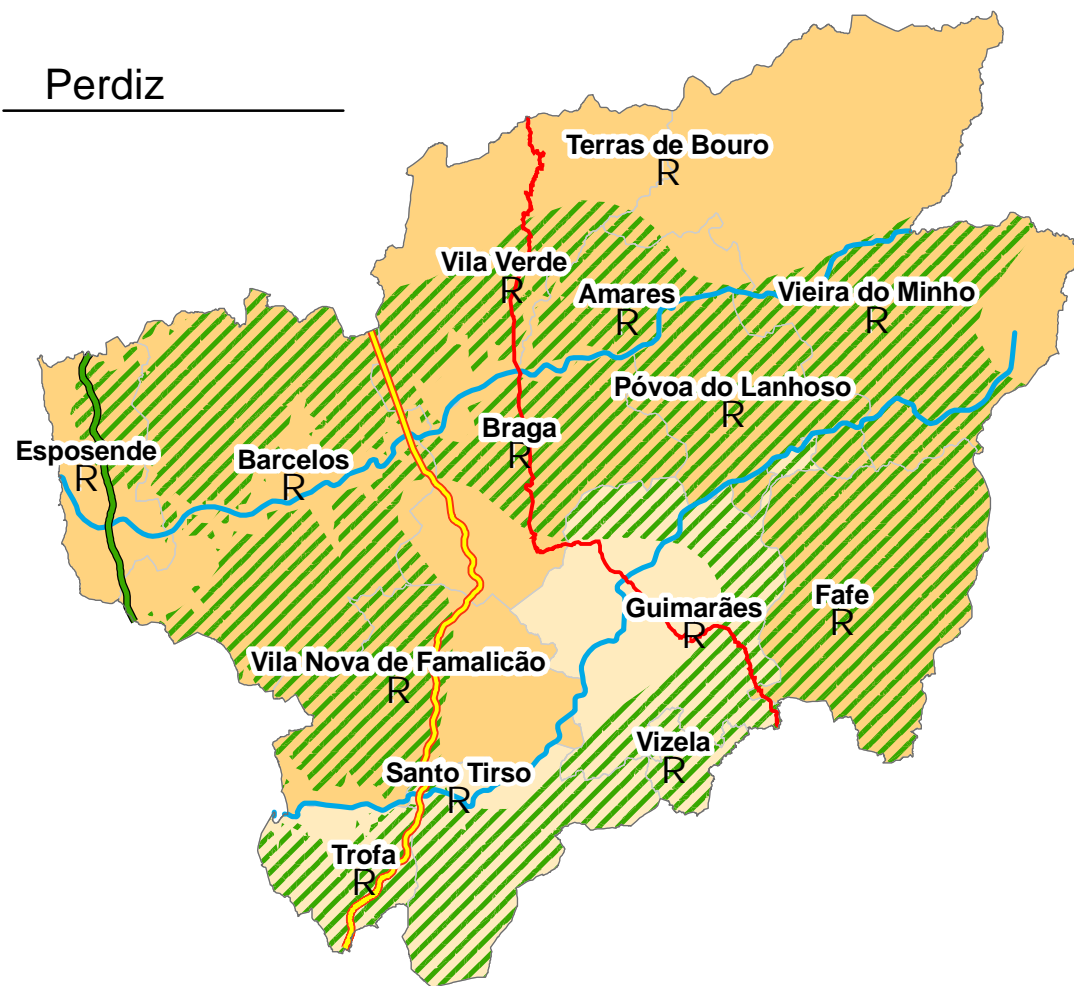 Perdiz
Terras de Bouro
R
Vila Verde
R
Amares
R
Vieira do Minho
R
Póvoa do Lanhoso
R
Braga
R
Esposende
R
Barcelos
R
Guimarães
R
Fafe
R
Vila Nova de Famalicão
R
Vizela
R
Santo Tirso
R
Trofa
R